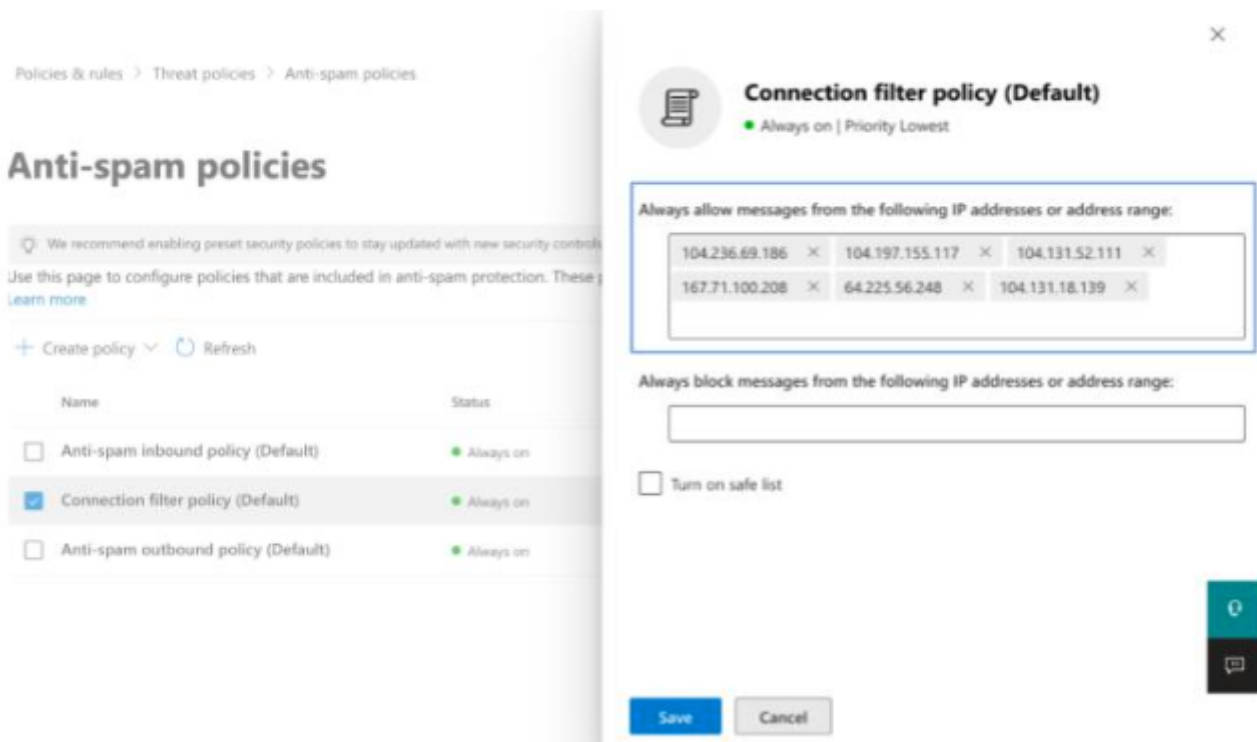 Policies & rules > Threat policies > Anti-spam policies
Anti-spam policies
We recommend enabling preset security policies to stay updated with new security controls
Use this page to configure policies that are included in anti-spam protection. These
Learn more
+ Create policy Refresh
Name Status
Anti-spam inbound policy (Default) Always on
Connection filter policy (Default) Always on
Anti-spam outbound policy (Default) Always on
Connection filter policy (Default)
Always on | Priority Lowest
Always allow messages from the following IP addresses or address range:
104.236.69.186 × 104.197.155.117 × 104.131.52.111 ×
167.71.100.208 × 64.225.56.248 × 104.131.18.139 ×
Always block messages from the following IP addresses or address range:
Turn on safe list
Save Cancel